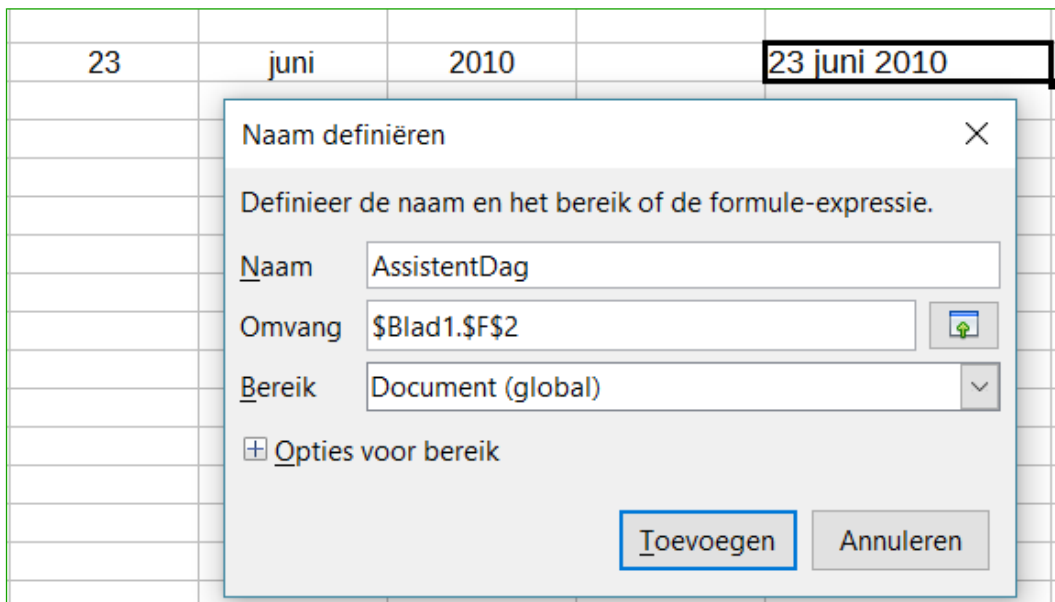 23 juni 2010 23 juni 2010
Naam definiëren
Definieer de naam en het bereik of de formule-expressie.
Naam AssistentDag
Omvang $Blad1.$F$2
Bereik Document (global)
Opties voor bereik
Toevoegen Annuleren